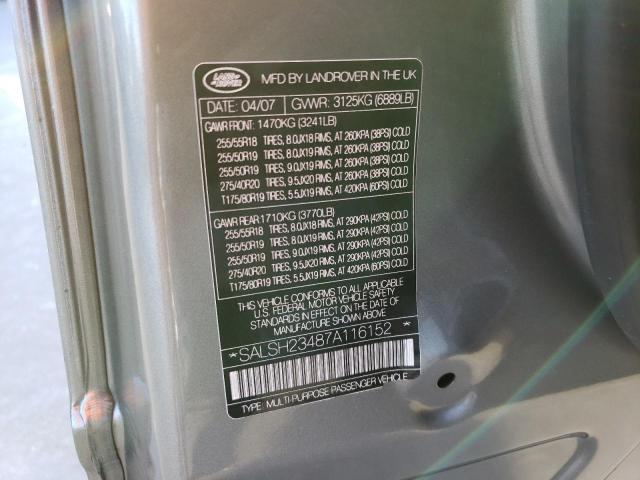 LAND ROVER MFD BY LANDROVER IN THE UK
DATE: 04/07 GVWR: 3125KG (6889LB)
GAWR FRONT: 1470KG (3241LB)
255/55R18 TIRES, 8.0JX18 RIMS, AT 260KPA (38PSI) COLD
255/50R19 TIRES, 8.0JX19 RIMS, AT 260KPA (38PSI) COLD
255/50R19 TIRES, 9.0JX19 RIMS, AT 260KPA (38PSI) COLD
275/40R20 TIRES, 9.5JX20 RIMS, AT 260KPA (38PSI) COLD
T175/80R19 TIRES, 5.5JX19 RIMS, AT 420KPA (60PSI) COLD
GAWR REAR: 1710KG (3770LB)
255/55R18 TIRES, 8.0JX18 RIMS, AT 290KPA (42PSI) COLD
255/50R19 TIRES, 8.0JX19 RIMS, AT 290KPA (42PSI) COLD
255/50R19 TIRES, 9.0JX19 RIMS, AT 290KPA (42PSI) COLD
275/40R20 TIRES, 9.5JX20 RIMS, AT 290KPA (42PSI) COLD
T175/80R19 TIRES, 5.5JX19 RIMS, AT 420KPA (60PSI) COLD
THIS VEHICLE CONFORMS TO ALL APPLICABLE
U.S. FEDERAL MOTOR VEHICLE SAFETY
STANDARDS IN EFFECT ON THE DATE OF
MANUFACTURE SHOWN ABOVE.
* SALSH23487A116152 *
TYPE: MULTI-PURPOSE PASSENGER VEHICLE